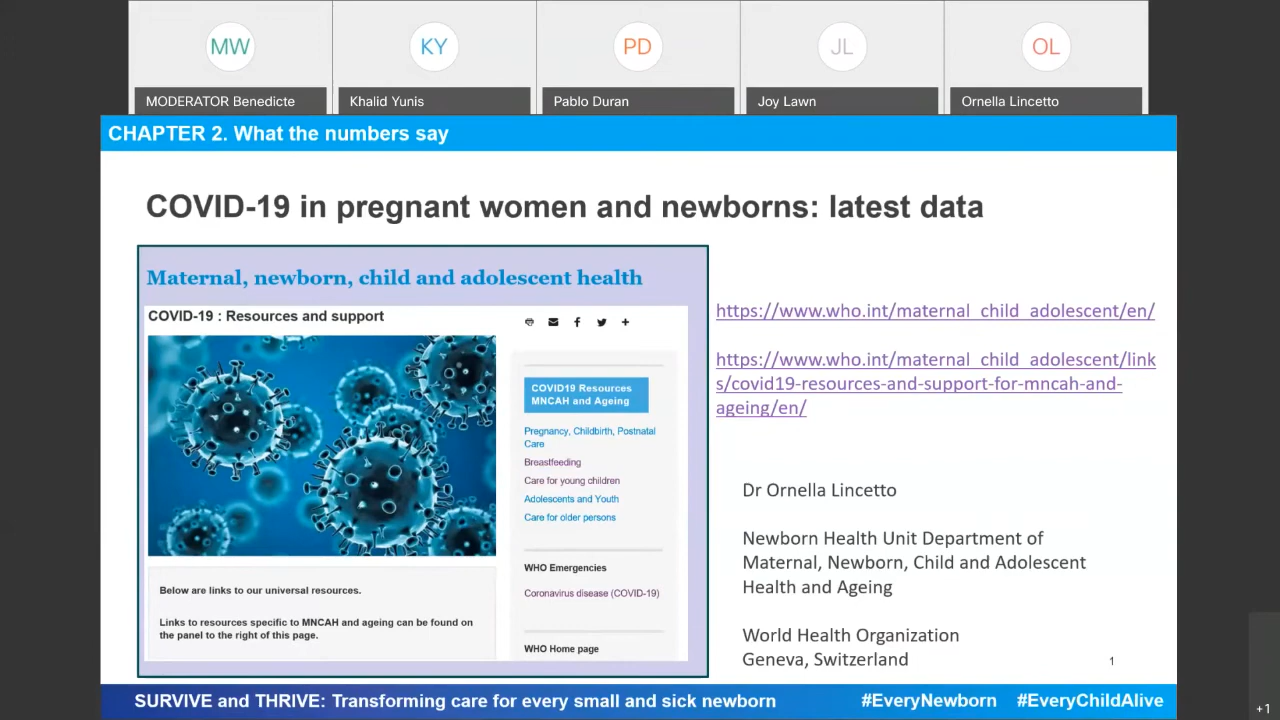 MW
KY
PD
JL
OL
MODERATOR Benedicte
Khalid Yunis
Pablo Duran
Joy Lawn
Ornella Lincetto
CHAPTER 2. What the numbers say
COVID-19 in pregnant women and newborns: latest data
Maternal, newborn, child and adolescent health
COVID-19 : Resources and support
COVID19 Resources
MNCAH and Ageing
Pregnancy, Childbirth, Postnatal
Care
Breastfeeding
Care for young children
Adolescents and Youth
Care for older persons
WHO Emergencies
Coronavirus disease (COVID-19)
WHO Home page
Below are links to our universal resources.
Links to resources specific to MNCAH and ageing can be found on
the panel to the right of this page.
https://www.who.int/maternal_child_adolescent/en/
https://www.who.int/maternal_child_adolescent/link
s/covid19-resources-and-support-for-mncah-and-
ageing/en/
Dr Ornella Lincetto
Newborn Health Unit Department of
Maternal, Newborn, Child and Adolescent
Health and Ageing
World Health Organization
Geneva, Switzerland
1
SURVIVE and THRIVE: Transforming care for every small and sick newborn
#EveryNewborn #EveryChildAlive
+1